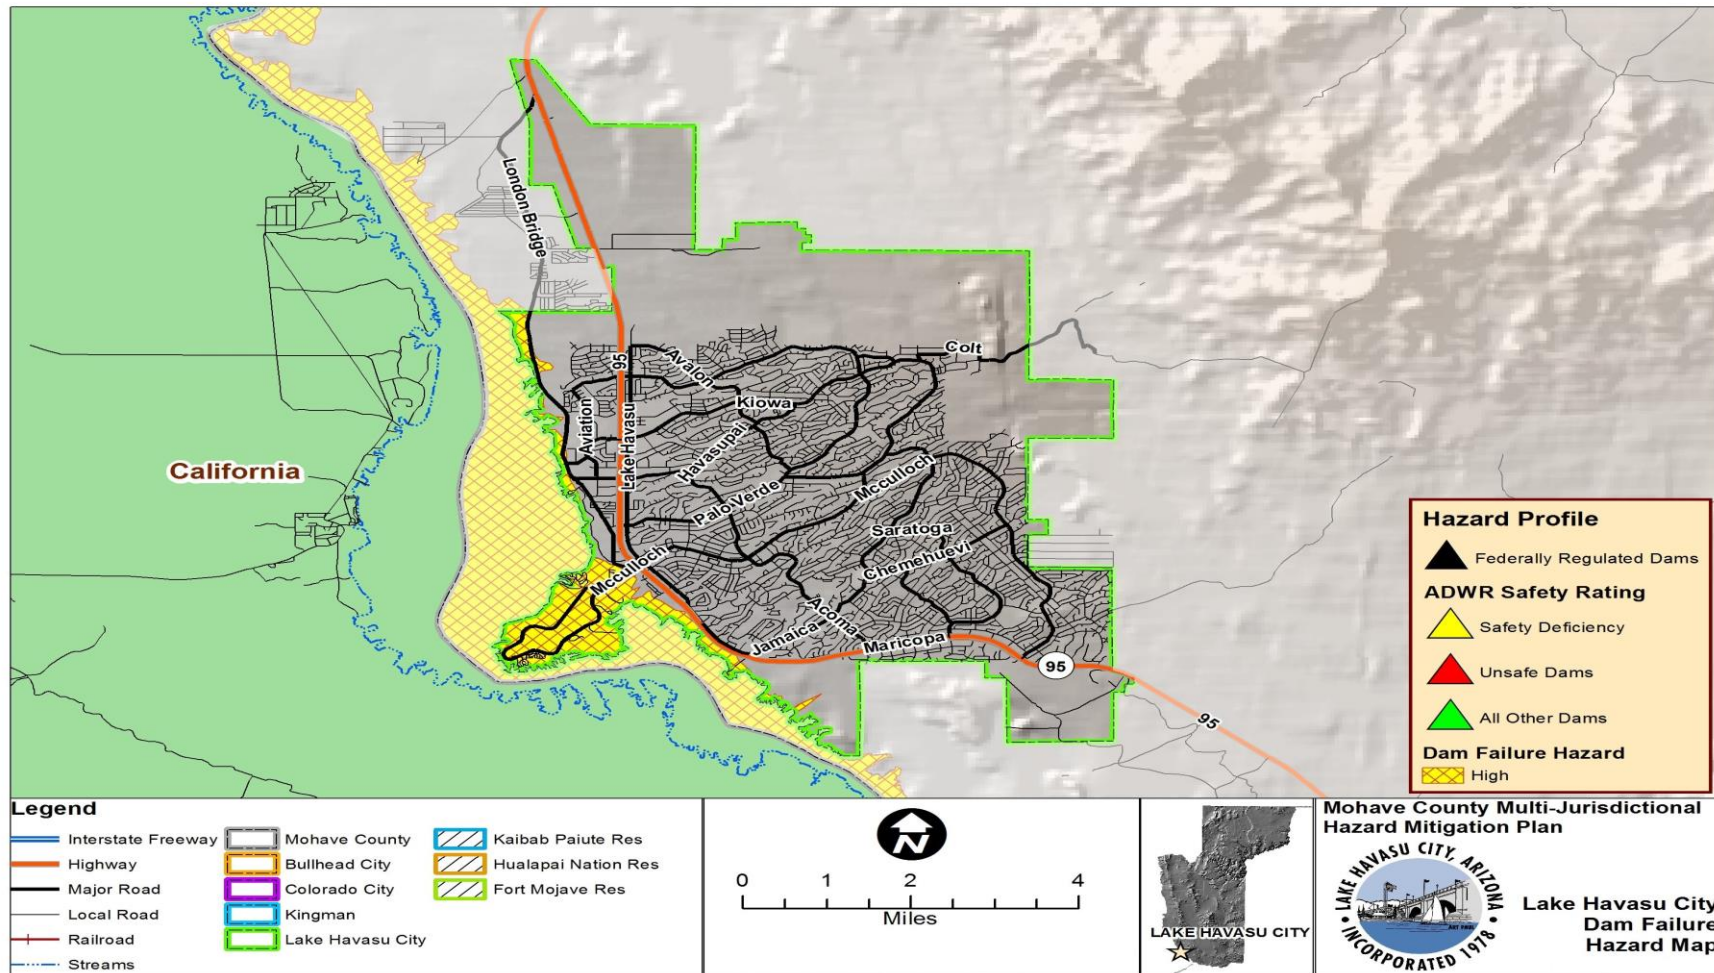 London Bridge
95
Lake Havasu
Avalon
Aviation
Kiowa
Colt
Havasupai
Palo Verde
Mcculloch
Saratoga
Chemehuevi
Mcculloch
Acoma
Jamaica
Maricopa
95
95
California
Hazard Profile
Federally Regulated Dams
ADWR Safety Rating
Safety Deficiency
Unsafe Dams
All Other Dams
Dam Failure Hazard
High
Legend
Interstate Freeway
Highway
Major Road
Local Road
Railroad
Streams
Mohave County
Bullhead City
Colorado City
Kingman
Lake Havasu City
Kaibab Paiute Res
Hualapai Nation Res
Fort Mojave Res
N
0 1 2 4
Miles
LAKE HAVASU CITY
Mohave County Multi-Jurisdictional
Hazard Mitigation Plan
LAKE HAVASU CITY, ARIZONA
INCORPORATED 1978
Lake Havasu City
Dam Failure
Hazard Map